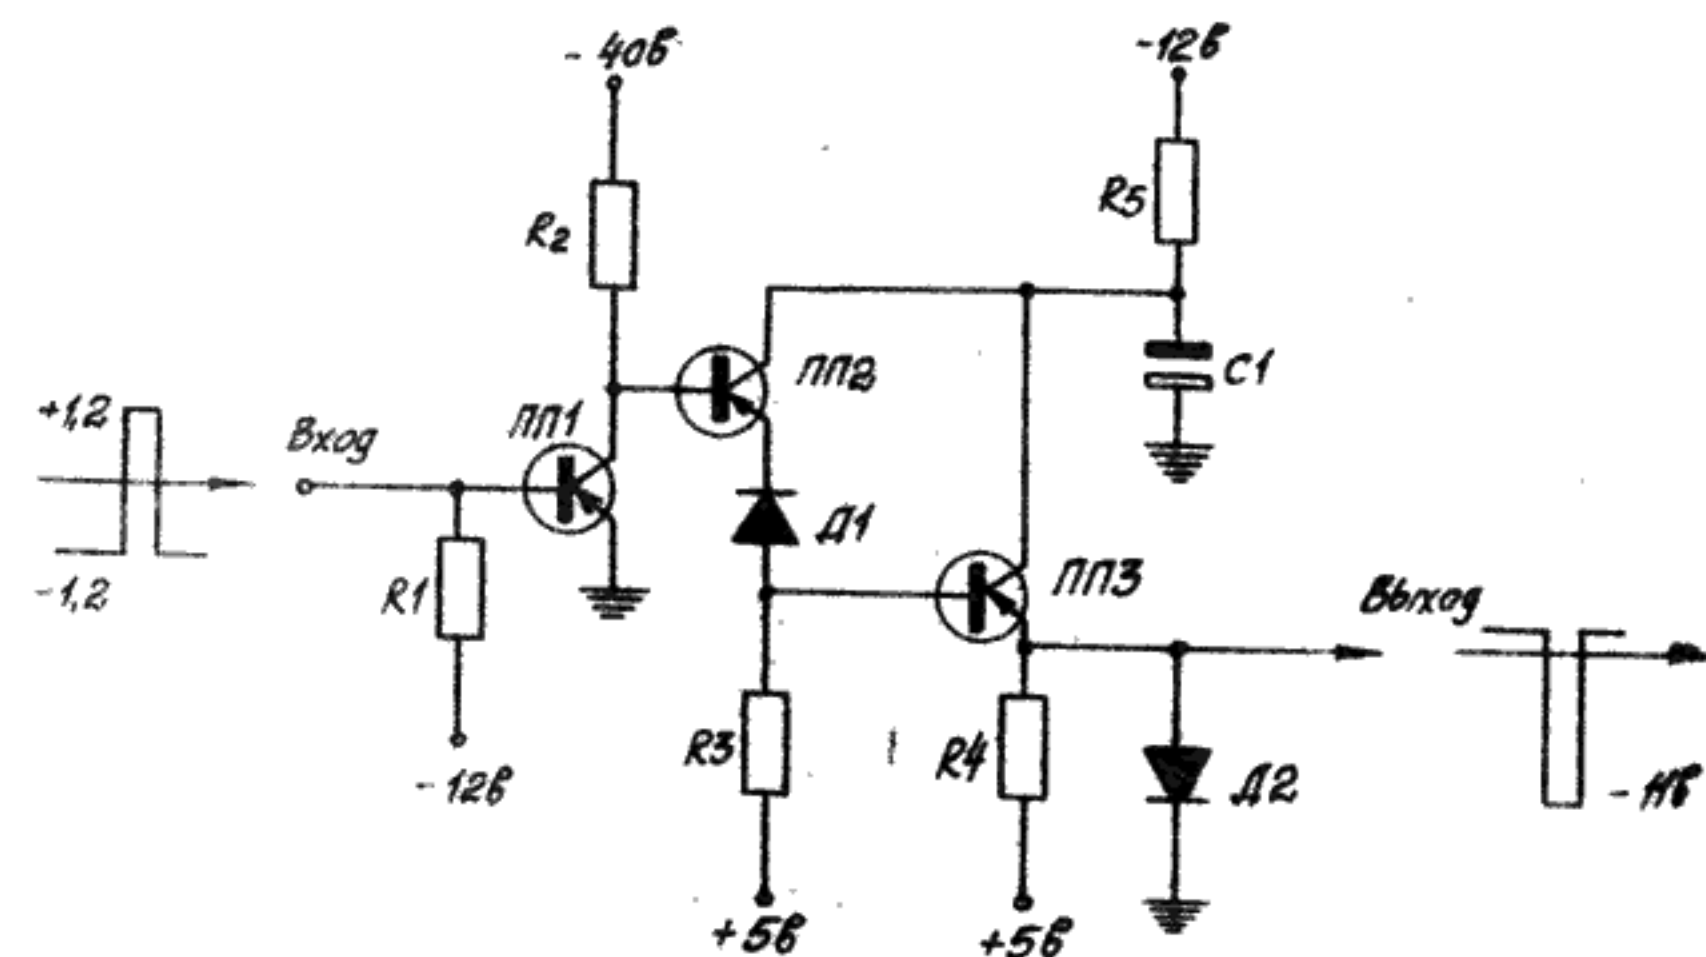 - 40в
-12в
R5
R2
C1
ПП2
+1,2
Вход
ПП1
Д1
-1,2
R1
ПП3
Выход
-12в
R3
R4
Д2
- 11в
+5в
+5в